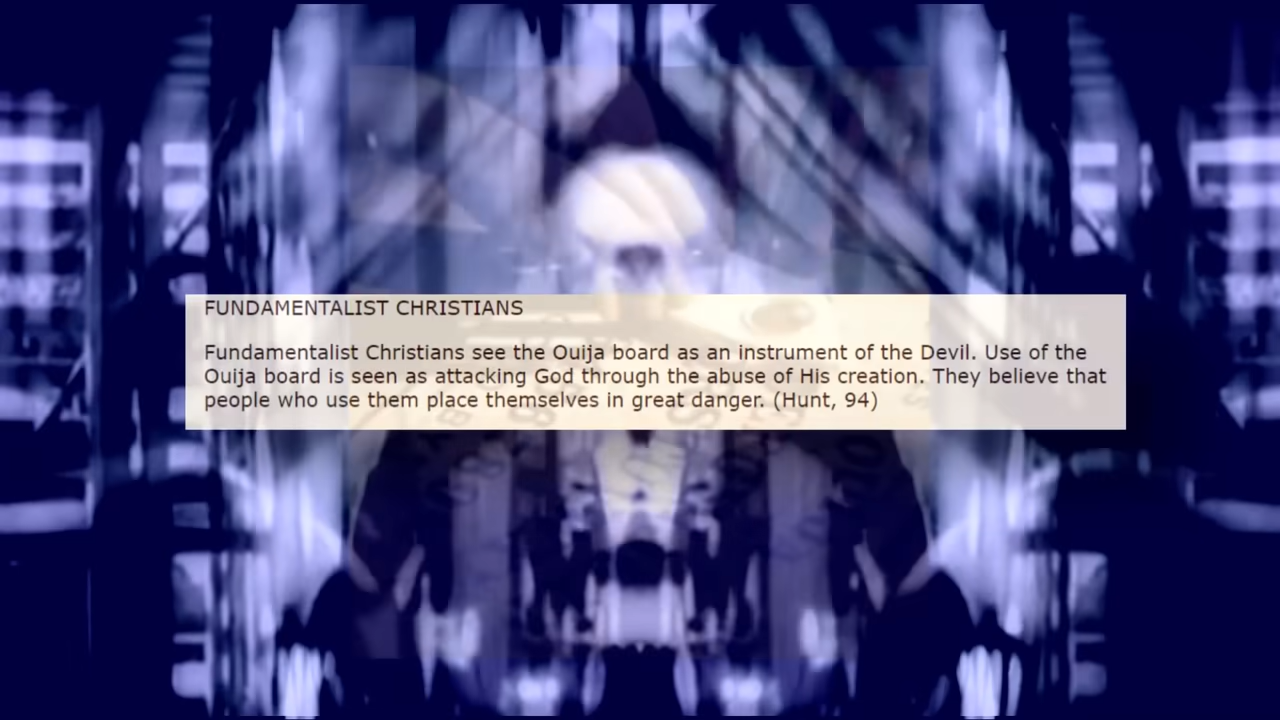 FUNDAMENTALIST CHRISTIANS
Fundamentalist Christians see the Ouija board as an instrument of the Devil. Use of the
Ouija board is seen as attacking God through the abuse of His creation. They believe that
people who use them place themselves in great danger. (Hunt, 94)